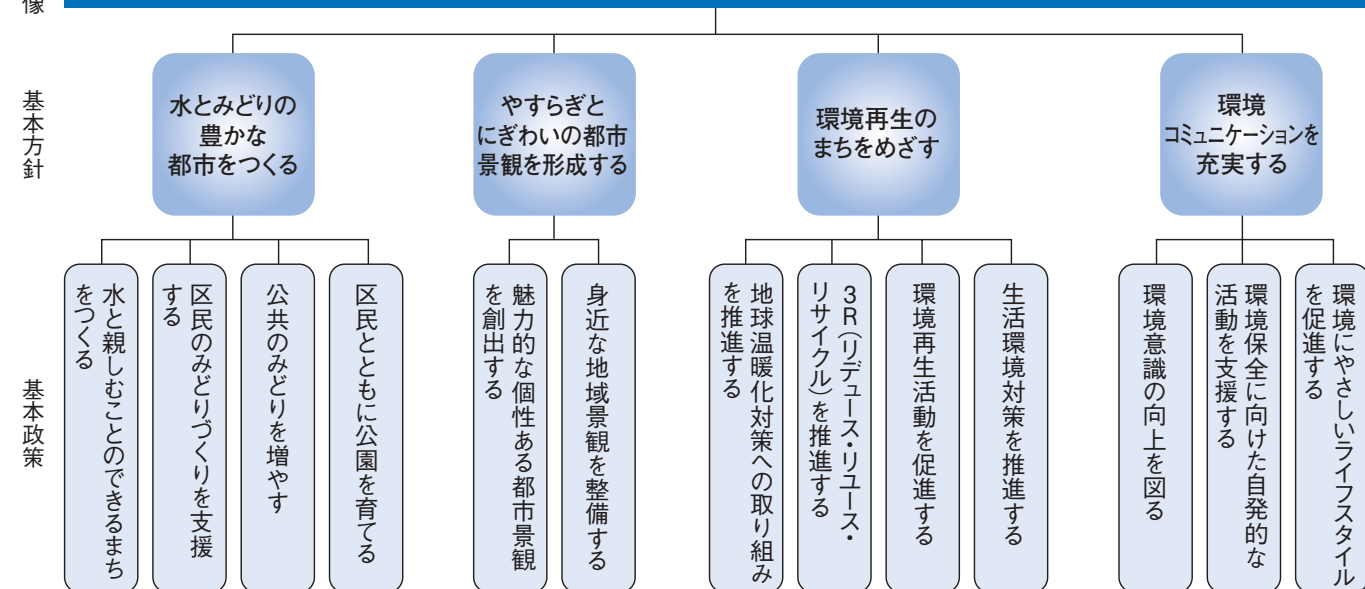 像
基本方針
水とみどりの
豊かな
都市をつくる
やすらぎと
にぎわいの都市
景観を形成する
環境再生の
まちをめざす
環境
コミュニケーションを
充実する
基本政策
水と親しむことのできるまち
をつくる
区民のみどりづくりを支援
する
公共のみどりを増やす
区民とともに公園を育てる
魅力的な個性ある都市景観
を創出する
身近な地域景観を整備する
地球温暖化対策への取り組み
を推進する
3R(リデュース・リユース・
リサイクル)を推進する
環境再生活動を促進する
生活環境対策を推進する
環境意識の向上を図る
環境保全に向けた自発的な
活動を支援する
環境にやさしいライフスタイル
を促進する